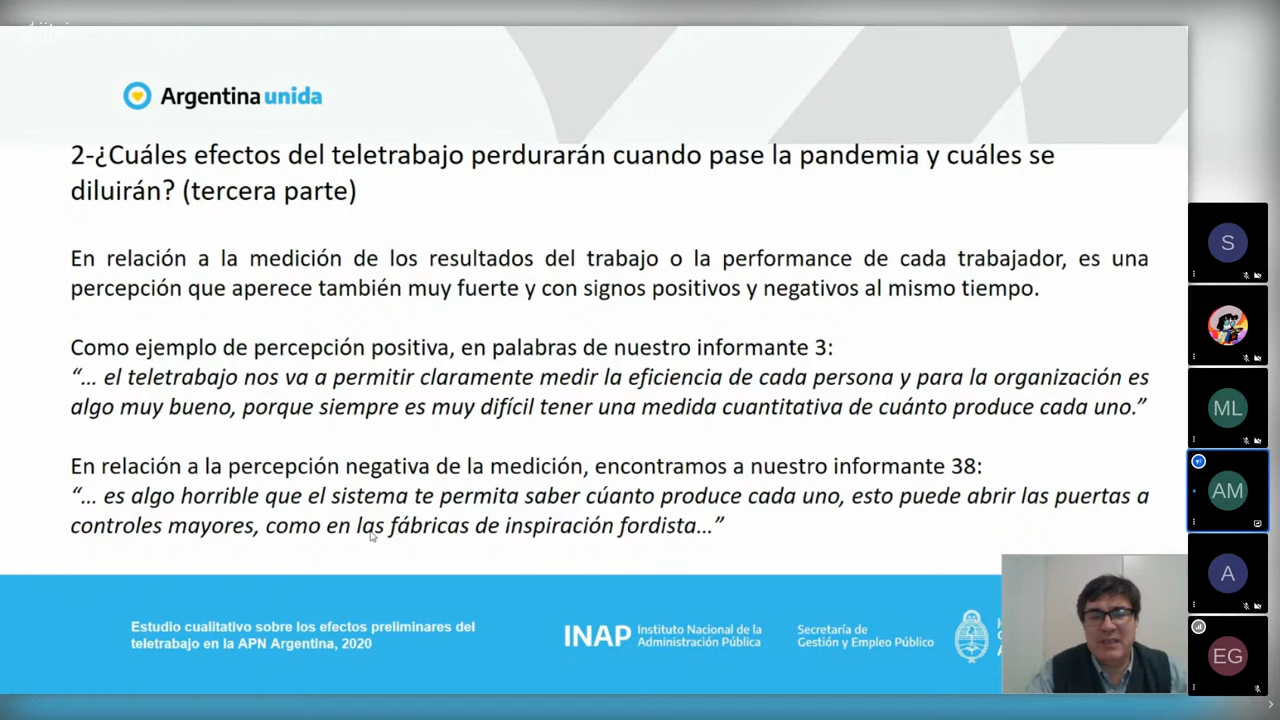 Argentina unida
2-¿Cuáles efectos del teletrabajo perdurarán cuando pase la pandemia y cuáles se
diluirán? (tercera parte)
En relación a la medición de los resultados del trabajo o la performance de cada trabajador, es una
percepción que aperece también muy fuerte y con signos positivos y negativos al mismo tiempo.
Como ejemplo de percepción positiva, en palabras de nuestro informante 3:
“... el teletrabajo nos va a permitir claramente medir la eficiencia de cada persona y para la organización es
algo muy bueno, porque siempre es muy difícil tener una medida cuantitativa de cuánto produce cada uno.”
En relación a la percepción negativa de la medición, encontramos a nuestro informante 38:
“... es algo horrible que el sistema te permita saber cúanto produce cada uno, esto puede abrir las puertas a
controles mayores, como en las fábricas de inspiración fordista...”
Estudio cualitativo sobre los efectos preliminares del
teletrabajo en la APN Argentina, 2020
INAP Instituto Nacional de la
Administración Pública
Secretaría de
Gestión y Empleo Público
S
ML
AM
A
EG